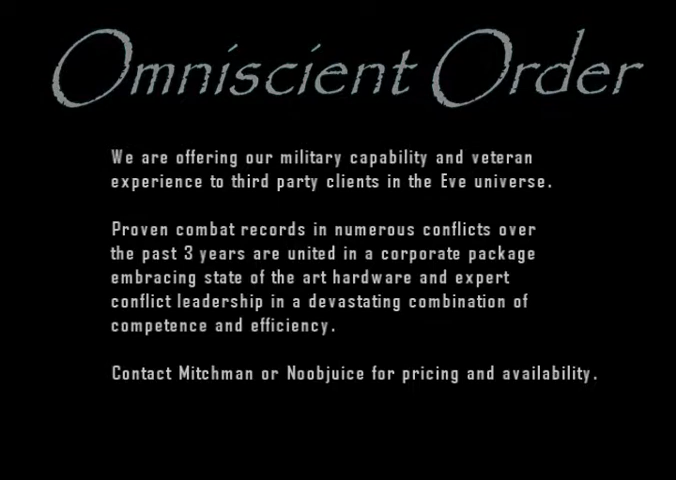 Omniscient Order
We are offering our military capability and veteran
experience to third party clients in the Eve universe.
Proven combat records in numerous conflicts over
the past 3 years are united in a corporate package
embracing state of the art hardware and expert
conflict leadership in a devastating combination of
competence and efficiency.
Contact Mitchman or Noobjuice for pricing and availability.